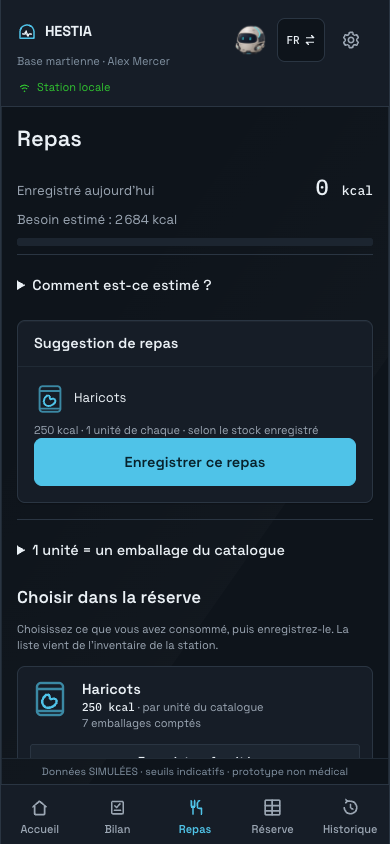 HESTIA
FR
Base martienne · Alex Mercer
Station locale
Repas
Enregistré aujourd'hui
0 kcal
Besoin estimé : 2 684 kcal
Comment est-ce estimé ?
Suggestion de repas
Haricots
250 kcal · 1 unité de chaque · selon le stock enregistré
Enregistrer ce repas
1 unité = un emballage du catalogue
Choisir dans la réserve
Choisissez ce que vous avez consommé, puis enregistrez-le. La
liste vient de l'inventaire de la station.
Haricots
250 kcal · par unité du catalogue
7 emballages comptés
Données SIMULÉES · seuils indicatifs · prototype non médical
Accueil
Bilan
Repas
Réserve
Historique